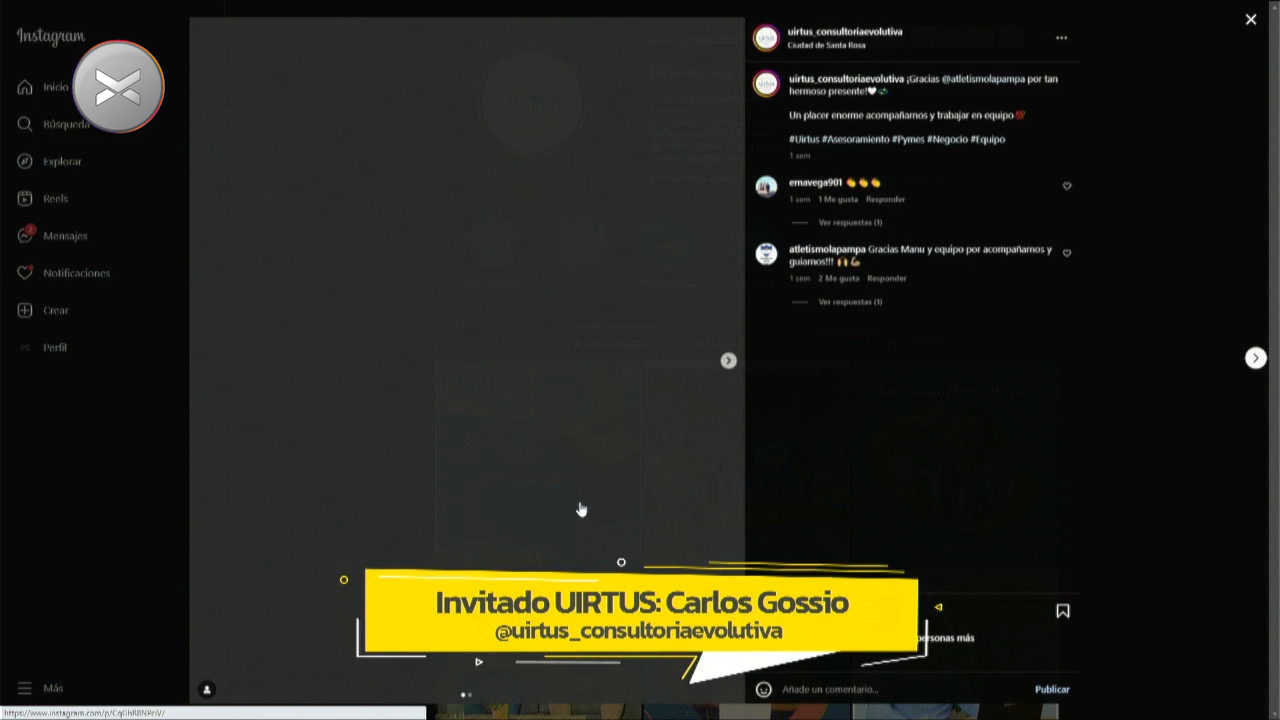 Instagram
Inicio
Búsqueda
Explorar
Reels
2
Mensajes
Notificaciones
Crear
Perfil
Más
uirtus_consultoriaevolutiva
Ciudad de Santa Rosa
uirtus_consultoriaevolutiva ¡Gracias @atletismolapampa por tan
hermoso presente!🤍🤝
Un placer enorme acompañarnos y trabajar en equipo💯
#Uirtus #Asesoramiento #Pymes #Negocio #Equipo
1 sem
emavega901 👏👏👏
1 sem 1 Me gusta Responder
Ver respuestas (1)
atletismolapampa Gracias Manu y equipo por acompañarnos y
guiarnos!!! 🙌💪
1 sem 2 Me gusta Responder
Ver respuestas (1)
personas más
Añade un comentario...
Publicar
Invitado UIRTUS: Carlos Gossio
@uirtus_consultoriaevolutiva